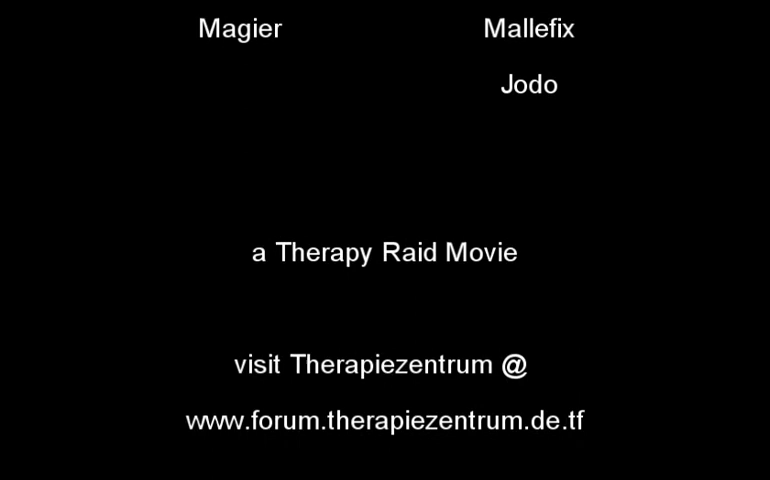 Magier Mallefix
Jodo
a Therapy Raid Movie
visit Therapiezentrum @
www.forum.therapiezentrum.de.tf